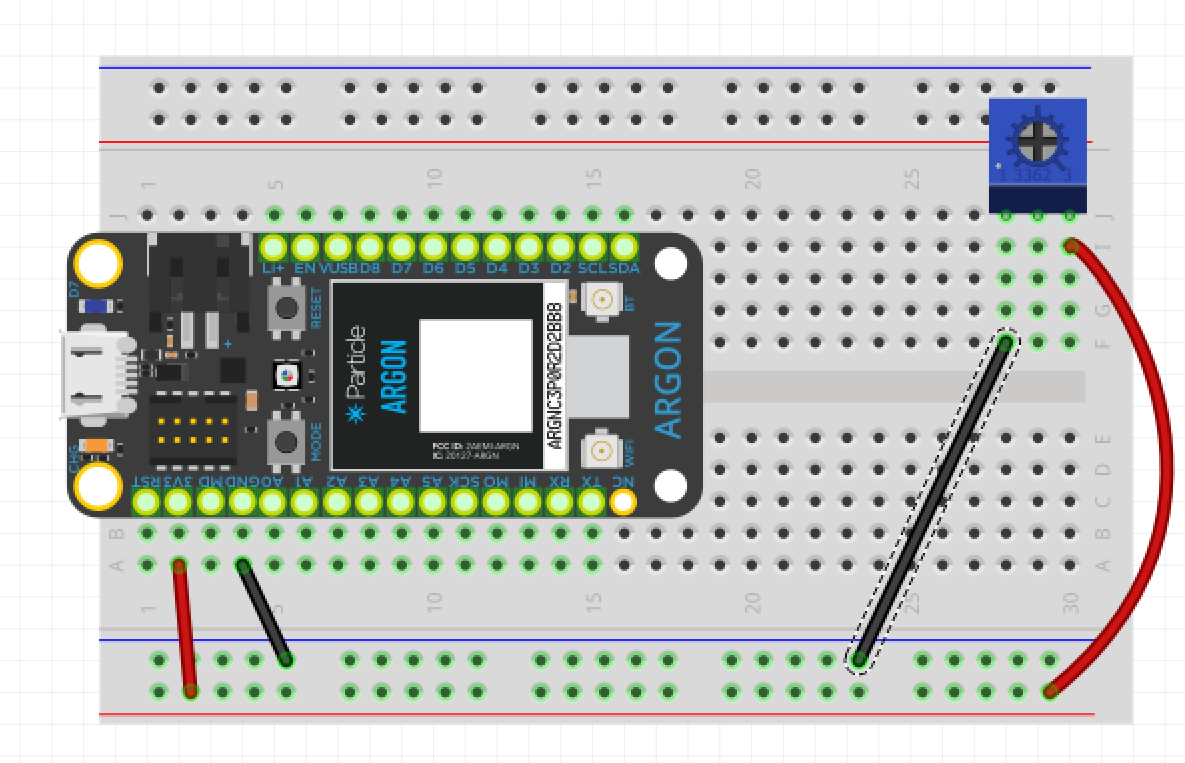 1 5 10 15 20 25
1 3362 3
J J
LI+ EN VUSB D8 D7 D6 D5 D4 D3 D2 SCL SDA
I
D7
RESET
BT
G
+
F
Particle
ARGON
ARGNC3P0R202BBB
ARGON
MODE
FCC ID: 2AEMI-ARGN
IC: 20127-ARGN
WiFi
CHG
E
D
RST 3V3 MD GND A0 A1 A2 A3 A4 A5 SCK MO MI RX TX NC
C
B B
A A
1 5 10 15 20 25 30